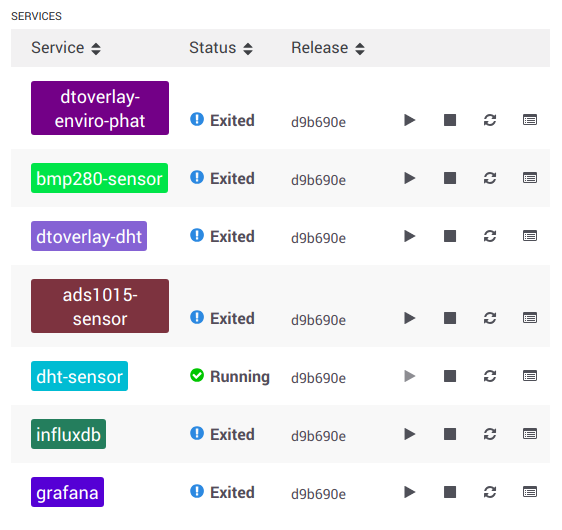 SERVICES
Service Status Release
dtoverlay-
enviro-phat Exited d9b690e
bmp280-sensor Exited d9b690e
dtoverlay-dht Exited d9b690e
ads1015-
sensor Exited d9b690e
dht-sensor Running d9b690e
influxdb Exited d9b690e
grafana Exited d9b690e